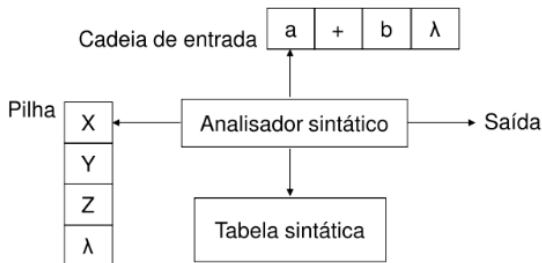 Cadeia de entrada a + b λ
Pilha X Analisador sintático Saída
Y
Z Tabela sintática
λ